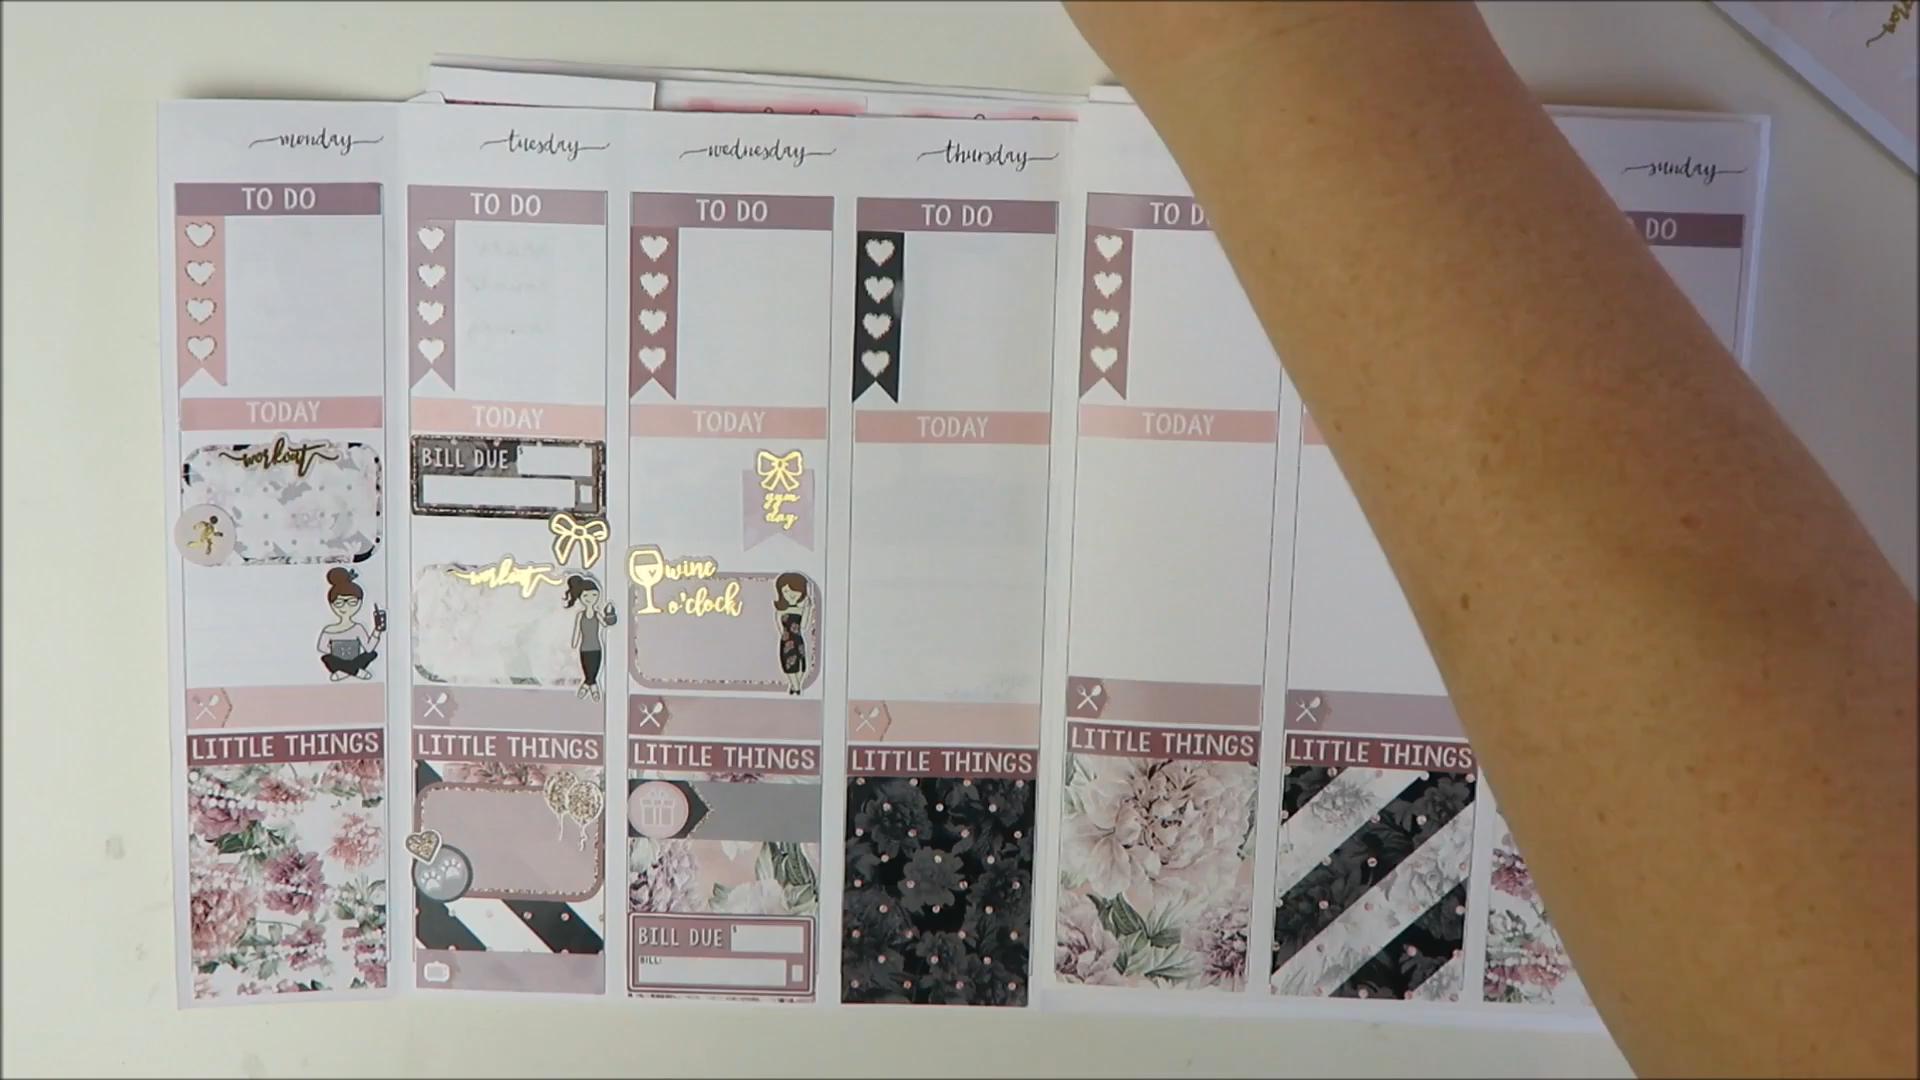 monday
tuesday
wednesday
thursday
sunday
TO DO
TO DO
TO DO
TO DO
TO D
DO
TODAY
TODAY
TODAY
TODAY
TODAY
workout
BILL DUE $
gym
day
workout
wine
o'clock
LITTLE THINGS
LITTLE THINGS
LITTLE THINGS
LITTLE THINGS
LITTLE THINGS
LITTLE THINGS
BILL DUE $
BILL: